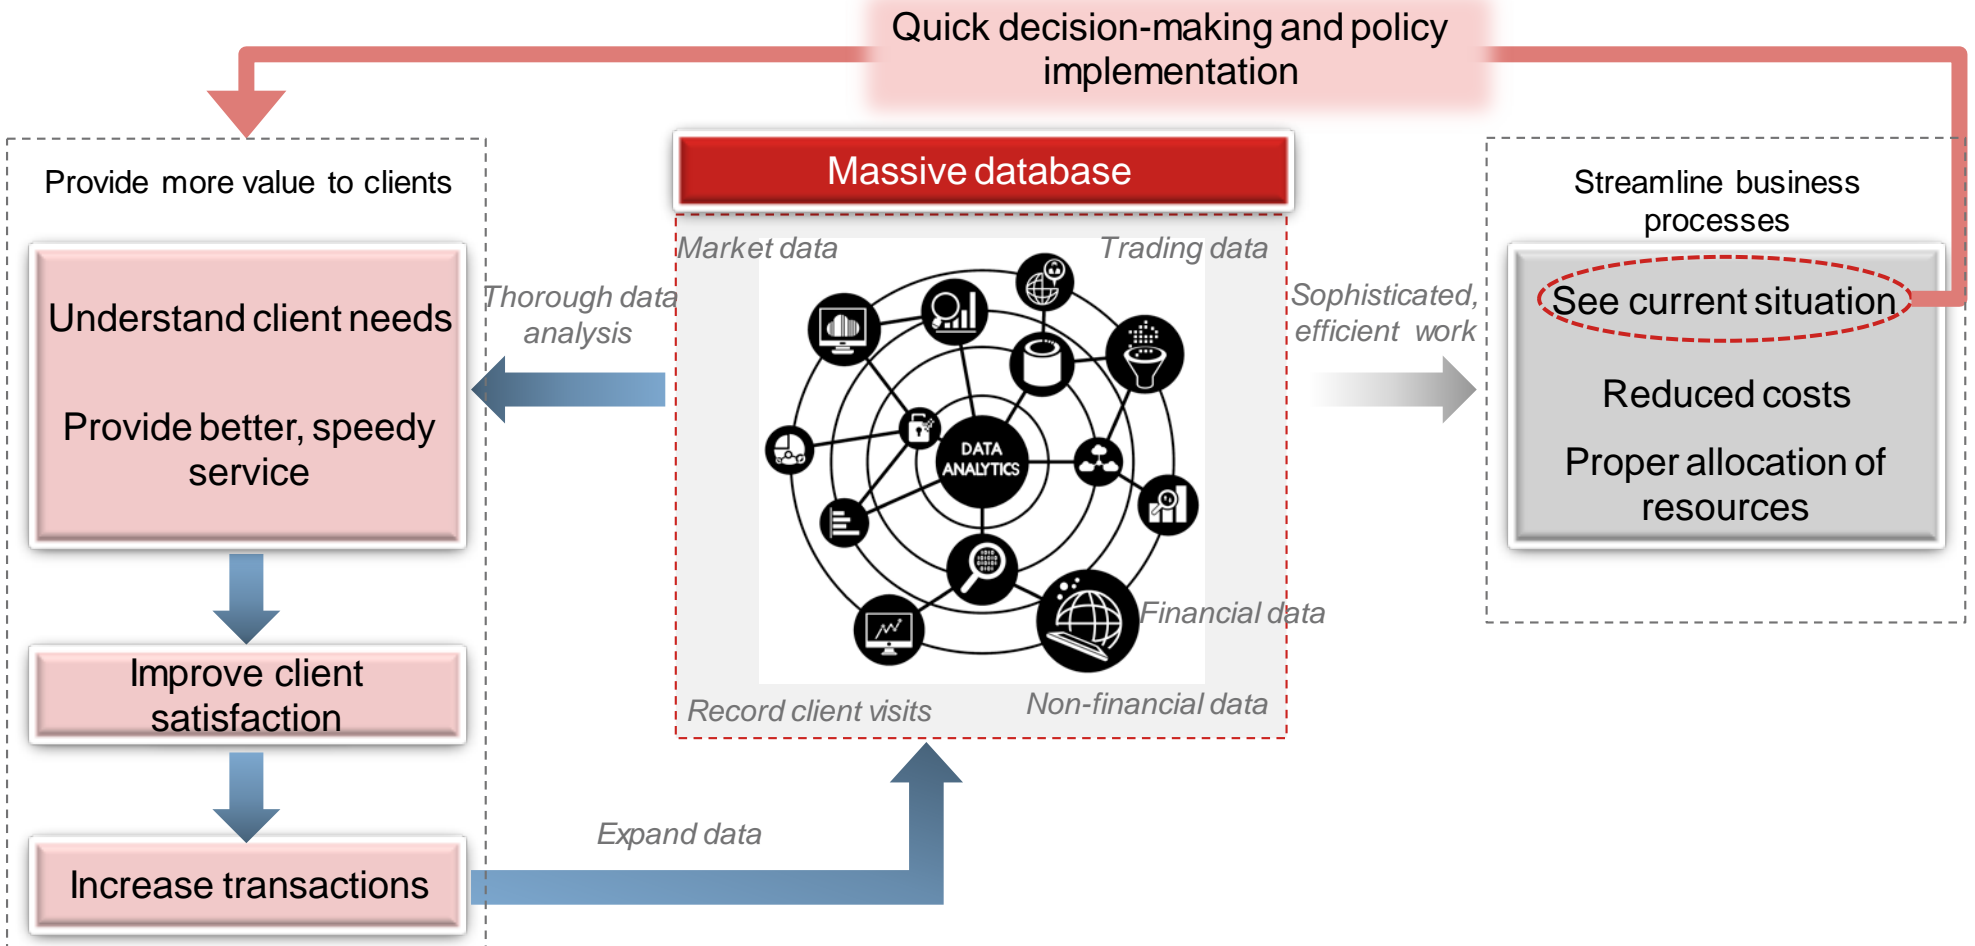 Quick decision-making and policy
implementation
Provide more value to clients
Understand client needs
Provide better, speedy
service
Improve client
satisfaction
Increase transactions
Thorough data
analysis
Massive database
Market data
Trading data
DATA
ANALYTICS
Financial data
Record client visits
Non-financial data
Expand data
Sophisticated,
efficient work
Streamline business
processes
See current situation
Reduced costs
Proper allocation of
resources